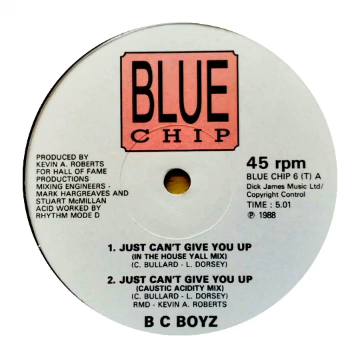 BLUE
CHIP
PRODUCED BY
KEVIN A. ROBERTS
FOR HALL OF FAME
PRODUCTIONS
MIXING ENGINEERS -
MARK HARGREAVES AND
STUART McMILLAN
ACID WORKED BY
RHYTHM MODE D
45 rpm
BLUE CHIP 6 (T) A
Dick James Music Ltd/
Copyright Control
TIME : 5.01
℗ 1988
1. JUST CAN'T GIVE YOU UP
(IN THE HOUSE YALL MIX)
(C. BULLARD - L. DORSEY)
2. JUST CAN'T GIVE YOU UP
(CAUSTIC ACIDITY MIX)
(C. BULLARD - L. DORSEY)
RMD - KEVIN A. ROBERTS
B C BOYZ